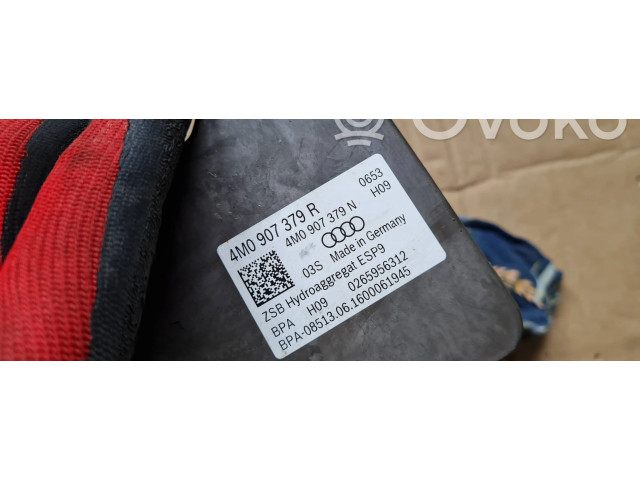 OVOKO
4M0 907 379 R
0653
4M0 907 379 N
H09
03S Made in Germany
ZSB Hydroaggregat ESP9
BPA H09 0265956312
BPA-08513.06.1600061945